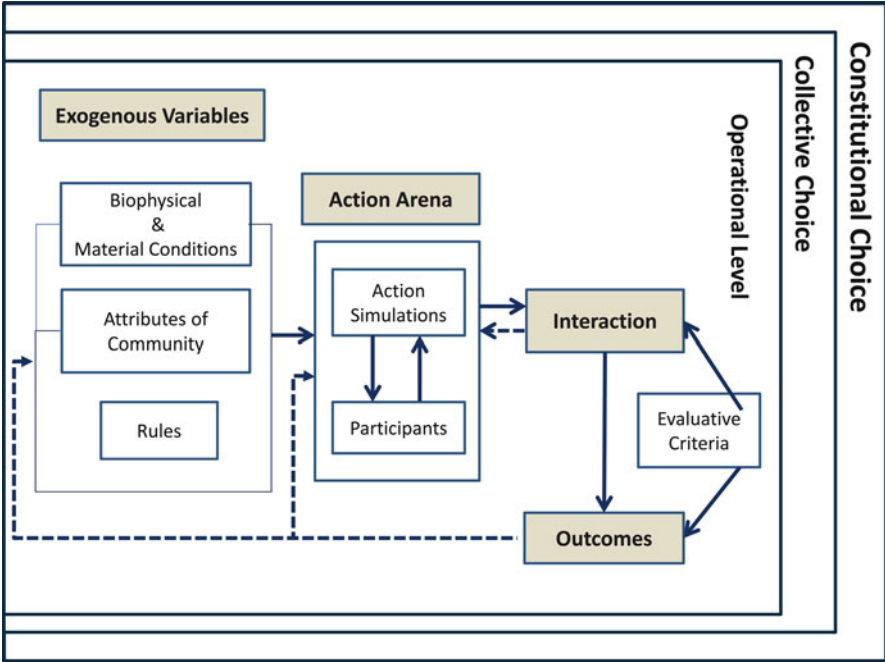 Exogenous Variables
Biophysical
&
Material Conditions
Attributes of
Community
Rules
Action Arena
Action
Simulations
Participants
Interaction
Outcomes
Evaluative
Criteria
Operational Level
Collective Choice
Constitutional Choice